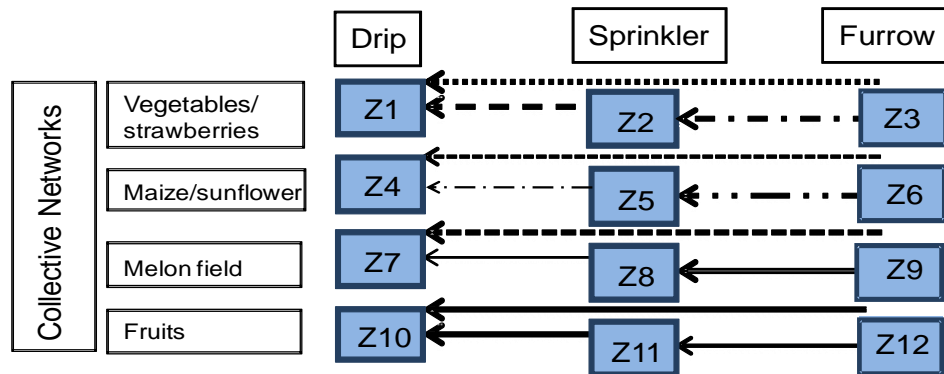 Drip
Sprinkler
Furrow
Collective Networks
Vegetables/
strawberries
Z1
Z2
Z3
Maize/sunflower
Z4
Z5
Z6
Melon field
Z7
Z8
Z9
Fruits
Z10
Z11
Z12